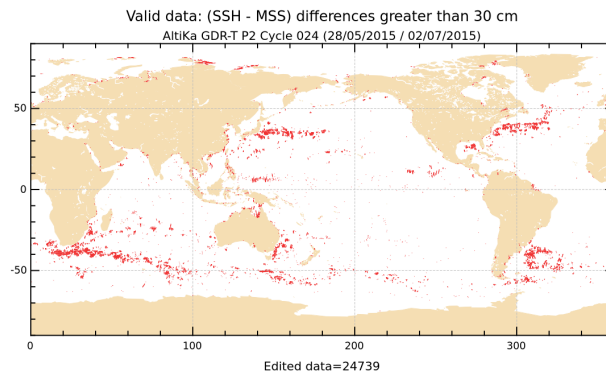 Valid data: (SSH - MSS) differences greater than 30 cm
AltiKa GDR-T P2 Cycle 024 (28/05/2015 / 02/07/2015)
50
0
-50
0
100
200
300
Edited data=24739